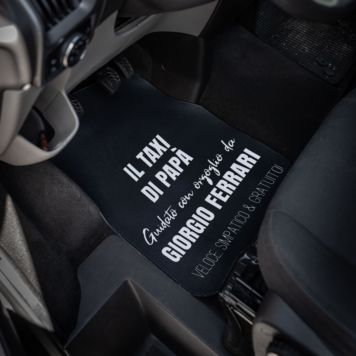 IL TAXI
DI PAPÀ
Guidato con orgoglio da
GIORGIO FERRARI
VELOCE SIMPATICO & GRATUITO!